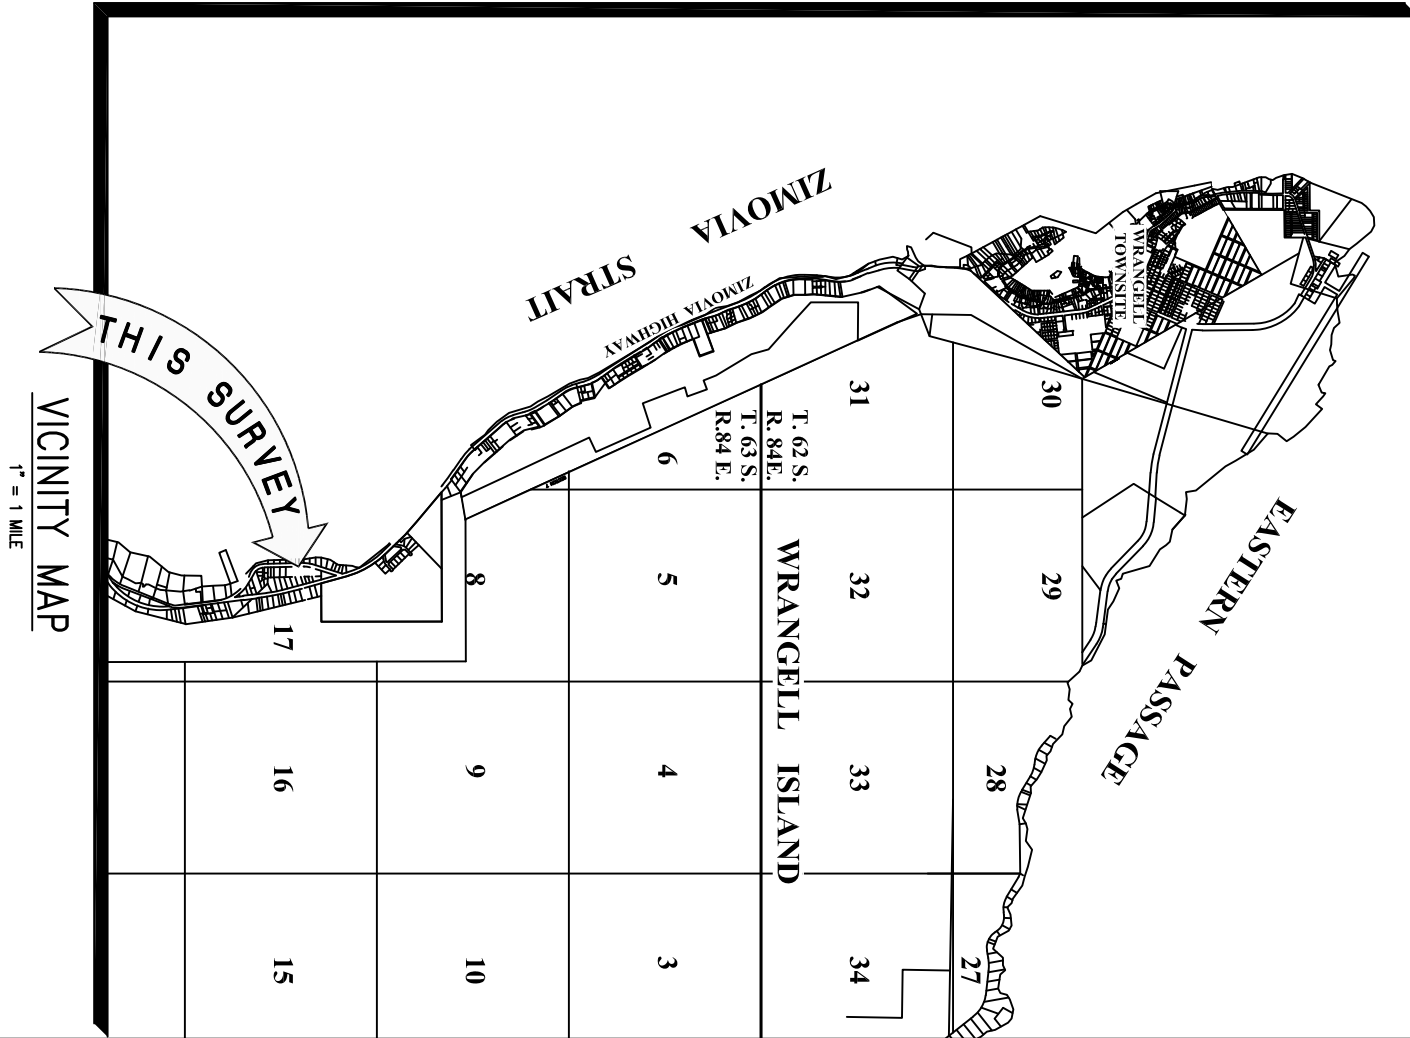 WRANGELL
TOWNSITE
ZIMOVIA
STRAIT
ZIMOVIA HIGHWAY
EASTERN PASSAGE
30
29
28
27
31
32
33
34
T. 62 S.
R. 84E.
T. 63 S.
R.84 E.
WRANGELL ISLAND
6
5
4
3
8
9
10
17
16
15
THIS SURVEY
VICINITY MAP
1" = 1 MILE